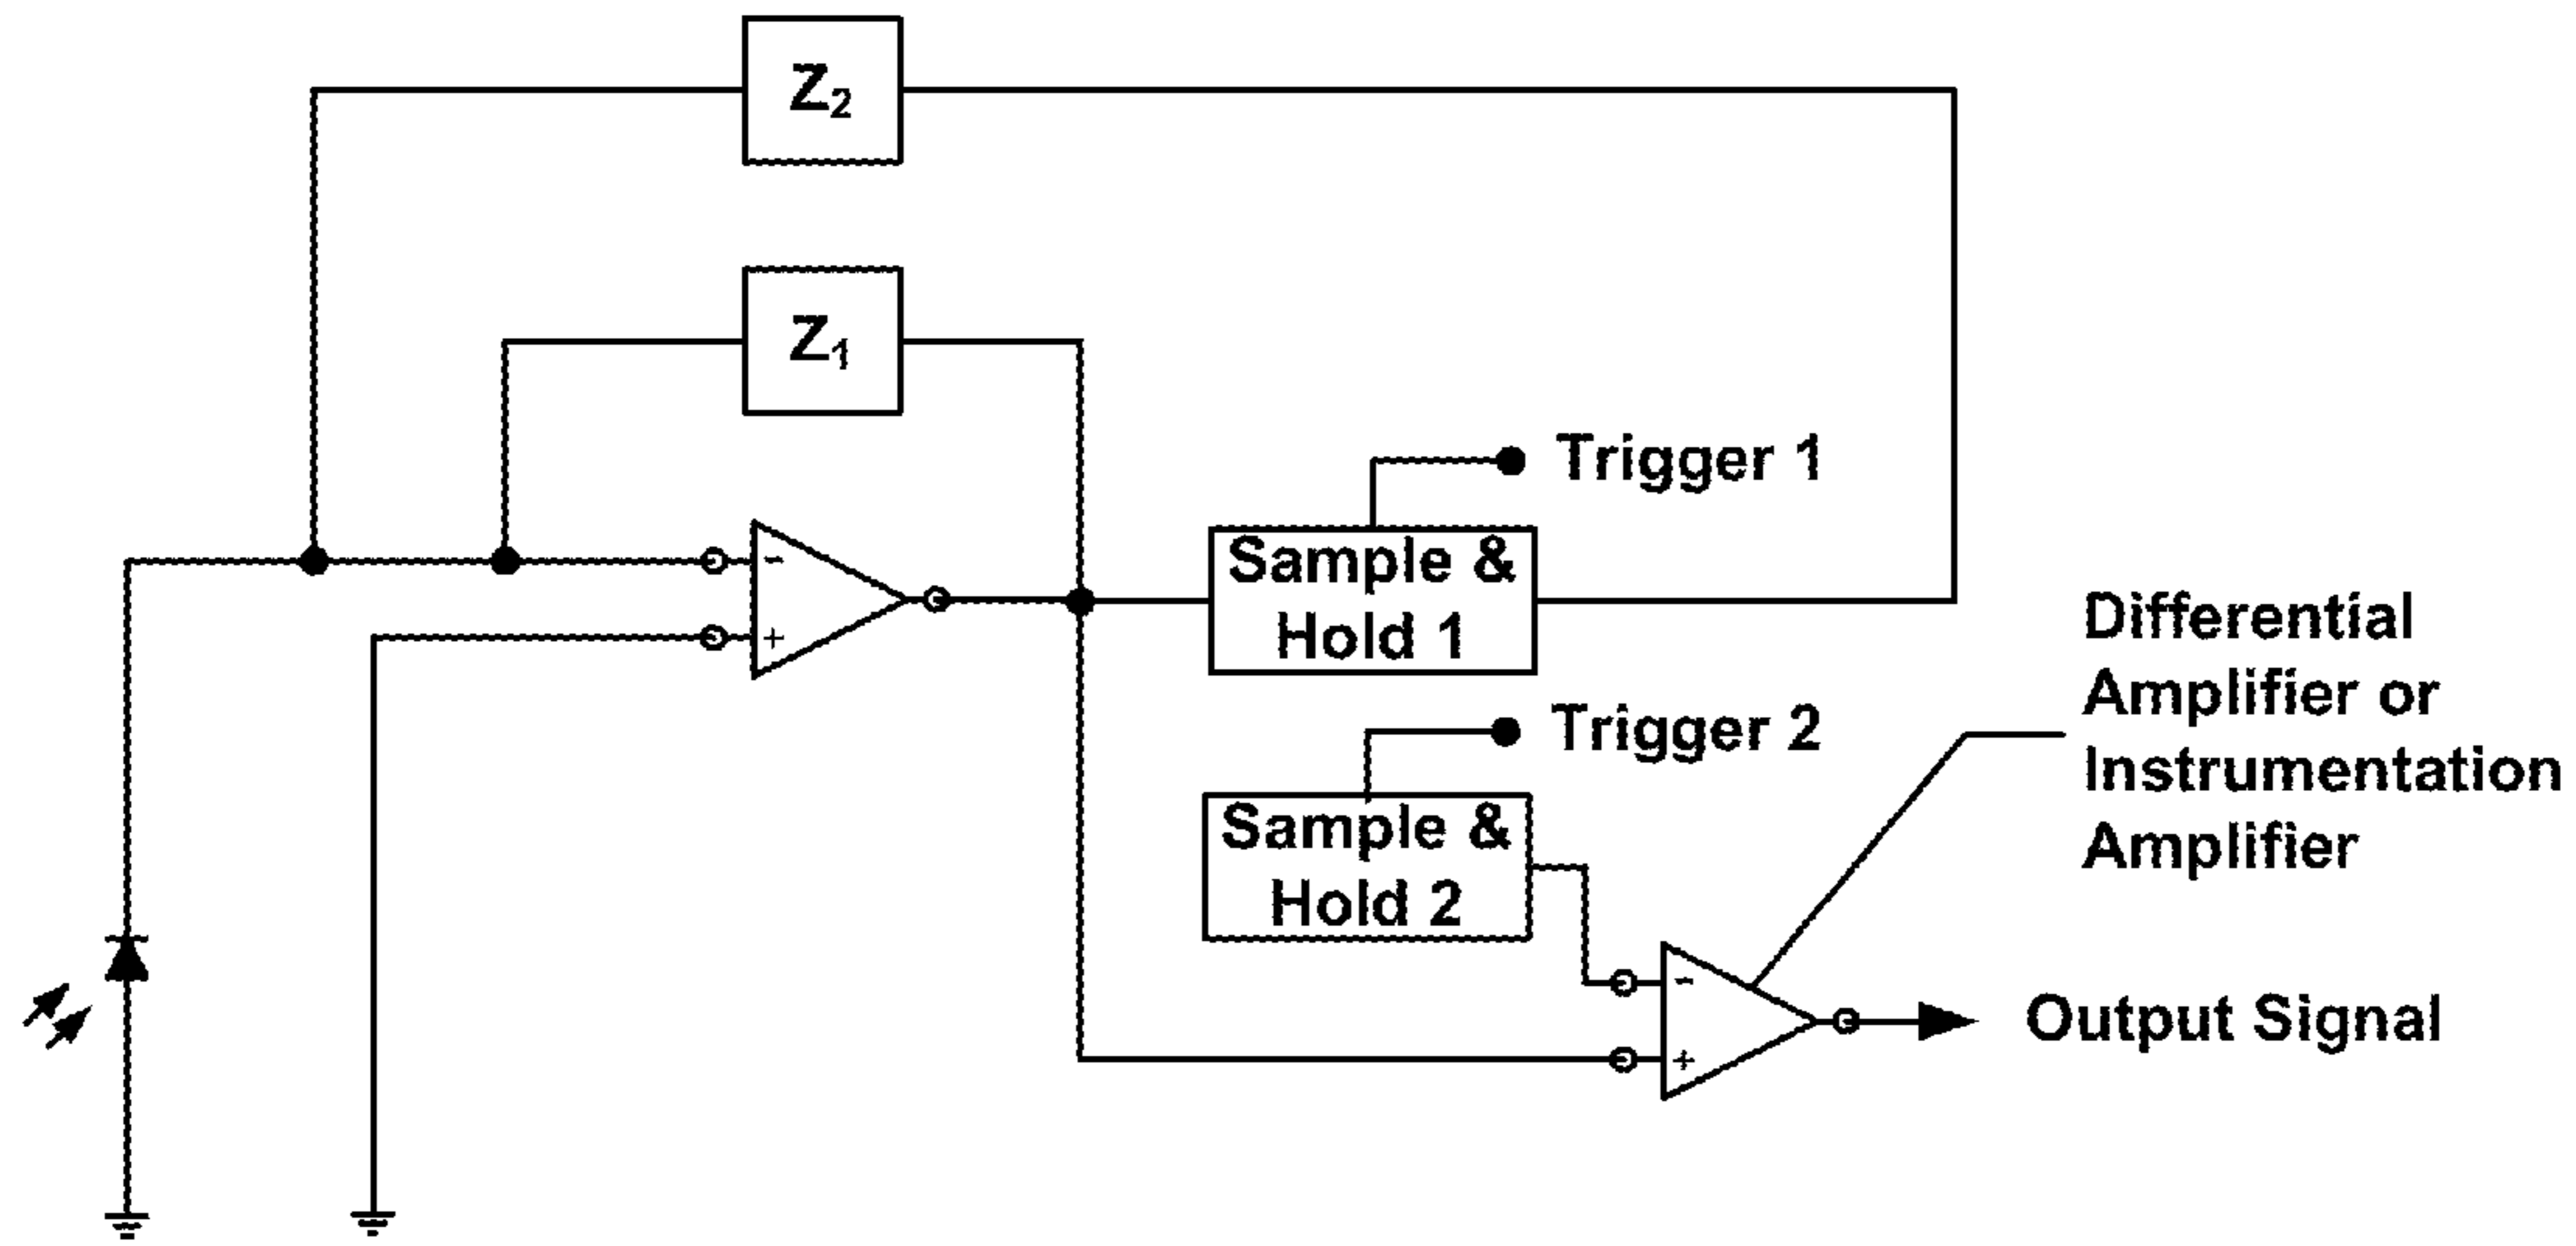 Z₂
Z₁
Trigger 1
Sample &
Hold 1
-
+
Trigger 2
Sample &
Hold 2
Differential
Amplifier or
Instrumentation
Amplifier
-
+
Output Signal